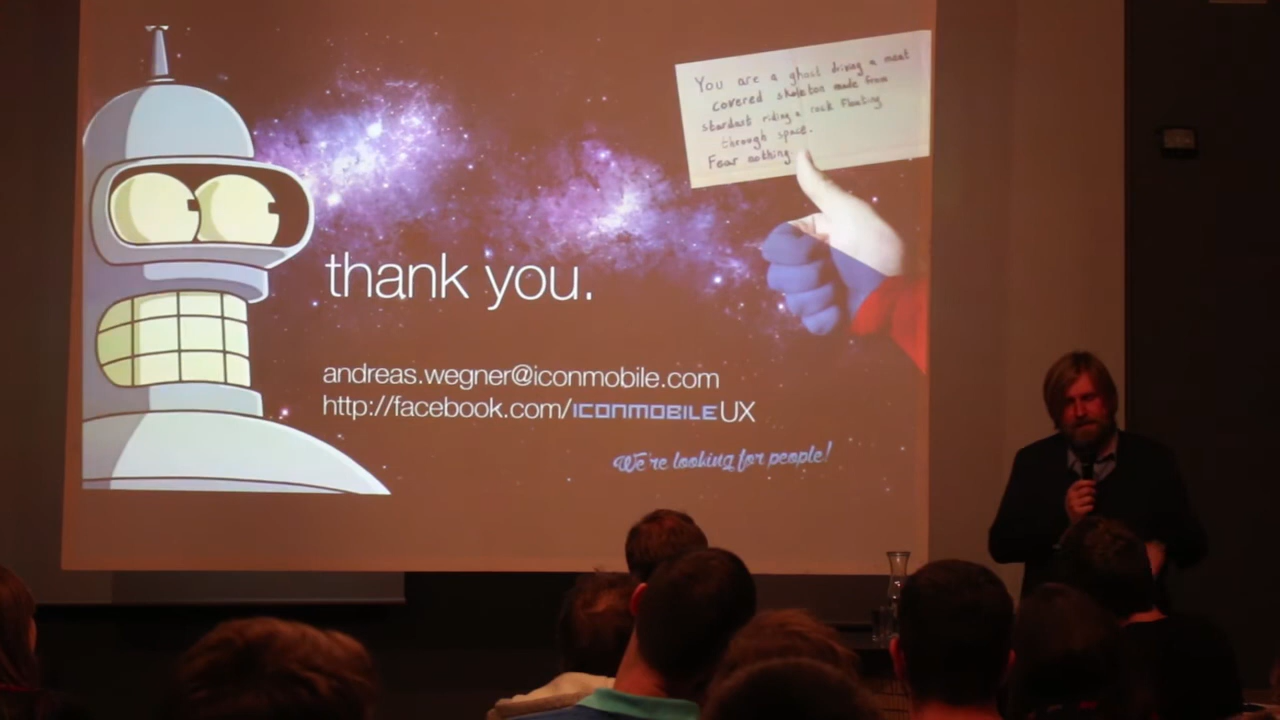 You are a ghost driving a meat
covered skeleton made from
stardust riding a rock floating
through space.
Fear nothing.
thank you.
andreas.wegner@iconmobile.com
http://facebook.com/ICONMOBILEUX
We're looking for people!